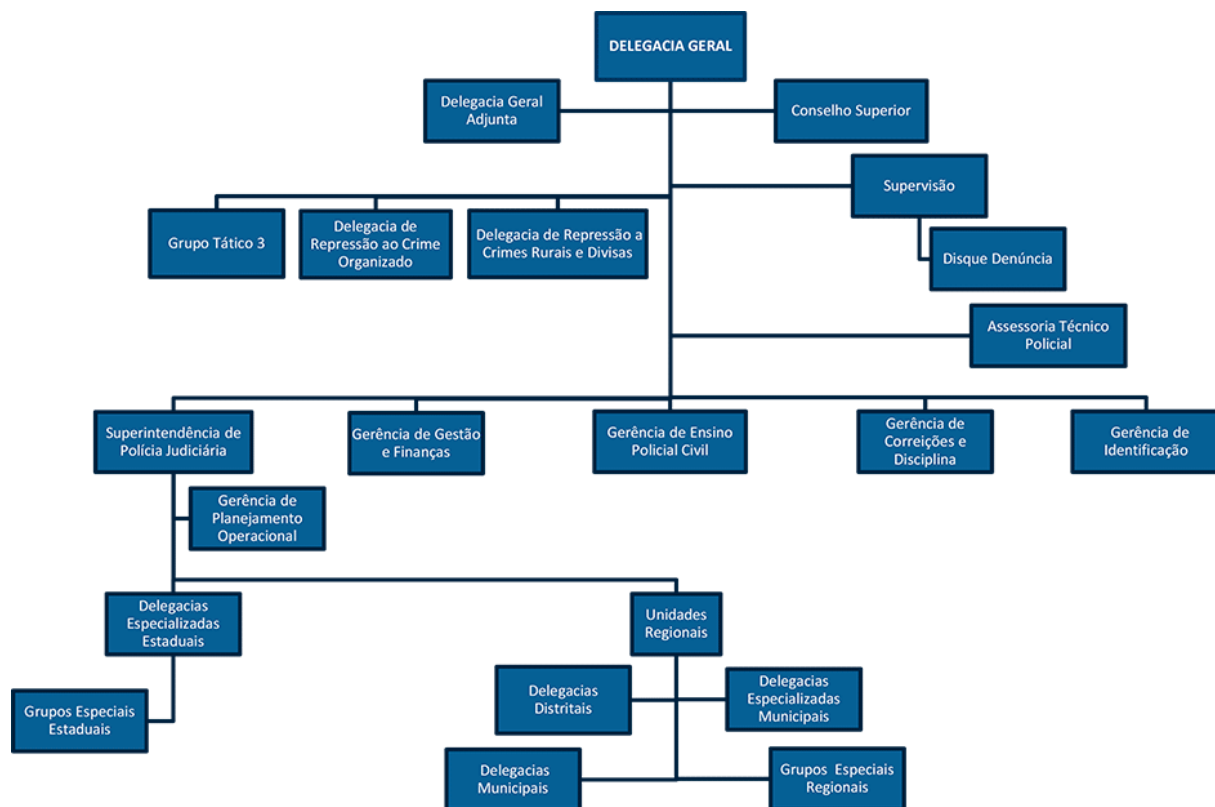 DELEGACIA GERAL
Delegacia Geral
Adjunta
Conselho Superior
Supervisão
Grupo Tático 3
Delegacia de
Repressão ao Crime
Organizado
Delegacia de Repressão a
Crimes Rurais e Divisas
Disque Denúncia
Assessoria Técnico
Policial
Superintendência de
Polícia Judiciária
Gerência de Gestão
e Finanças
Gerência de Ensino
Policial Civil
Gerência de
Correições e
Disciplina
Gerência de
Identificação
Gerência de
Planejamento
Operacional
Delegacias
Especializadas
Estaduais
Unidades
Regionais
Grupos Especiais
Estaduais
Delegacias
Distritais
Delegacias
Especializadas
Municipais
Delegacias
Municipais
Grupos Especiais
Regionais